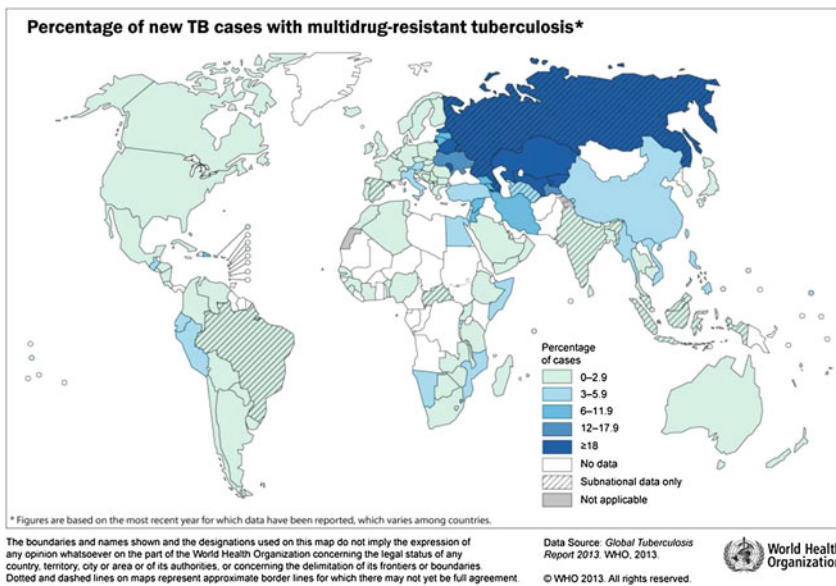 Percentage of new TB cases with multidrug-resistant tuberculosis*
Percentage
of cases
0–2.9
3–5.9
6–11.9
12–17.9
≥18
No data
Subnational data only
Not applicable
* Figures are based on the most recent year for which data have been reported, which varies among countries.
The boundaries and names shown and the designations used on this map do not imply the expression of
any opinion whatsoever on the part of the World Health Organization concerning the legal status of any
country, territory, city or area or of its authorities, or concerning the delimitation of its frontiers or boundaries.
Dotted and dashed lines on maps represent approximate border lines for which there may not yet be full agreement.
Data Source: Global Tuberculosis
Report 2013. WHO, 2013.
© WHO 2013. All rights reserved.
World Health
Organization